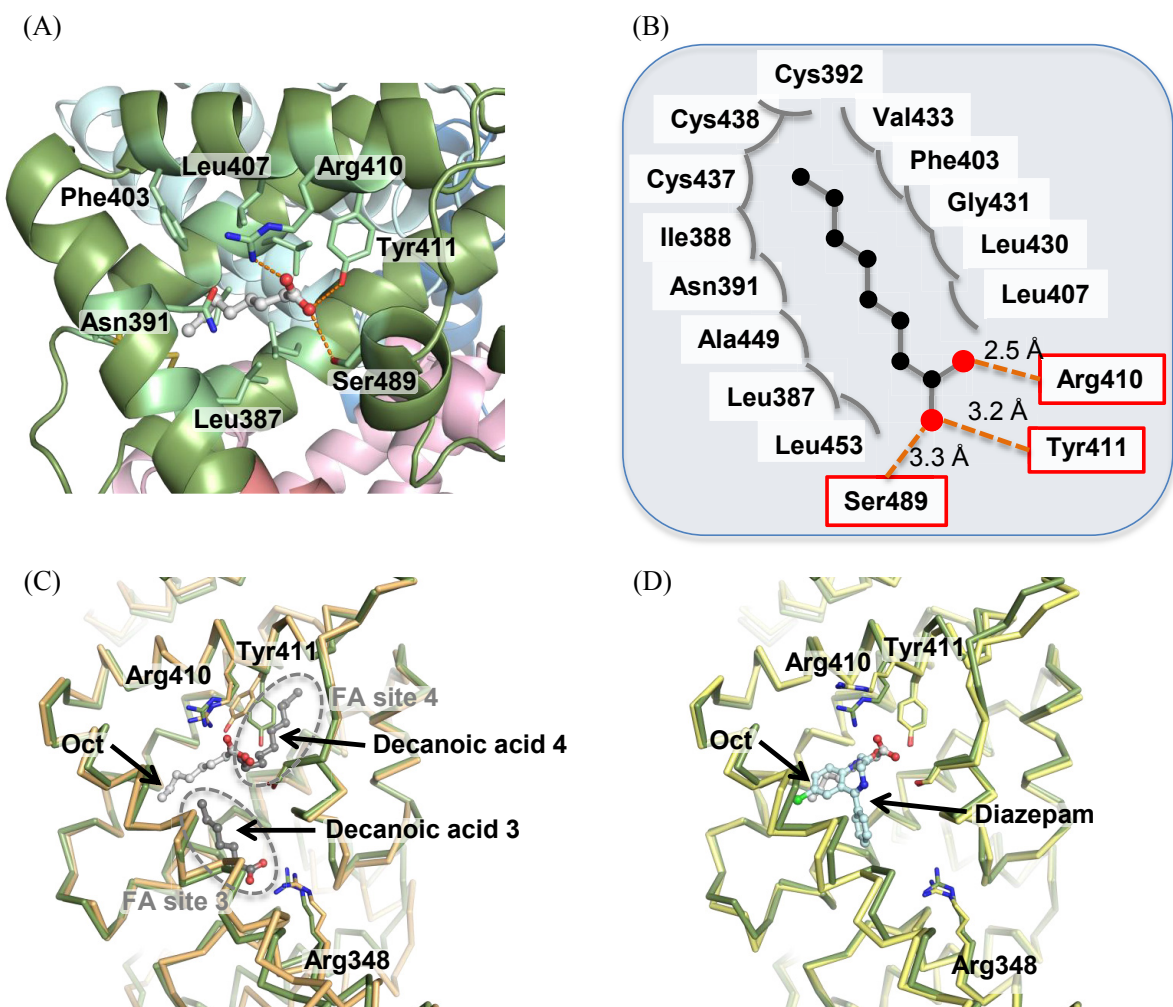 (A)
Leu407
Arg410
Phe403
Tyr411
Asn391
Ser489
Leu387
(B)
Cys392
Cys438
Val433
Phe403
Cys437
Gly431
Ile388
Leu430
Asn391
Leu407
Ala449
2.5 Å
Arg410
Leu387
3.2 Å
Tyr411
Leu453
3.3 Å
Ser489
(C)
Tyr411
Arg410
FA site 4
Oct
Decanoic acid 4
Decanoic acid 3
FA site 3
Arg348
(D)
Tyr411
Arg410
Oct
Diazepam
Arg348